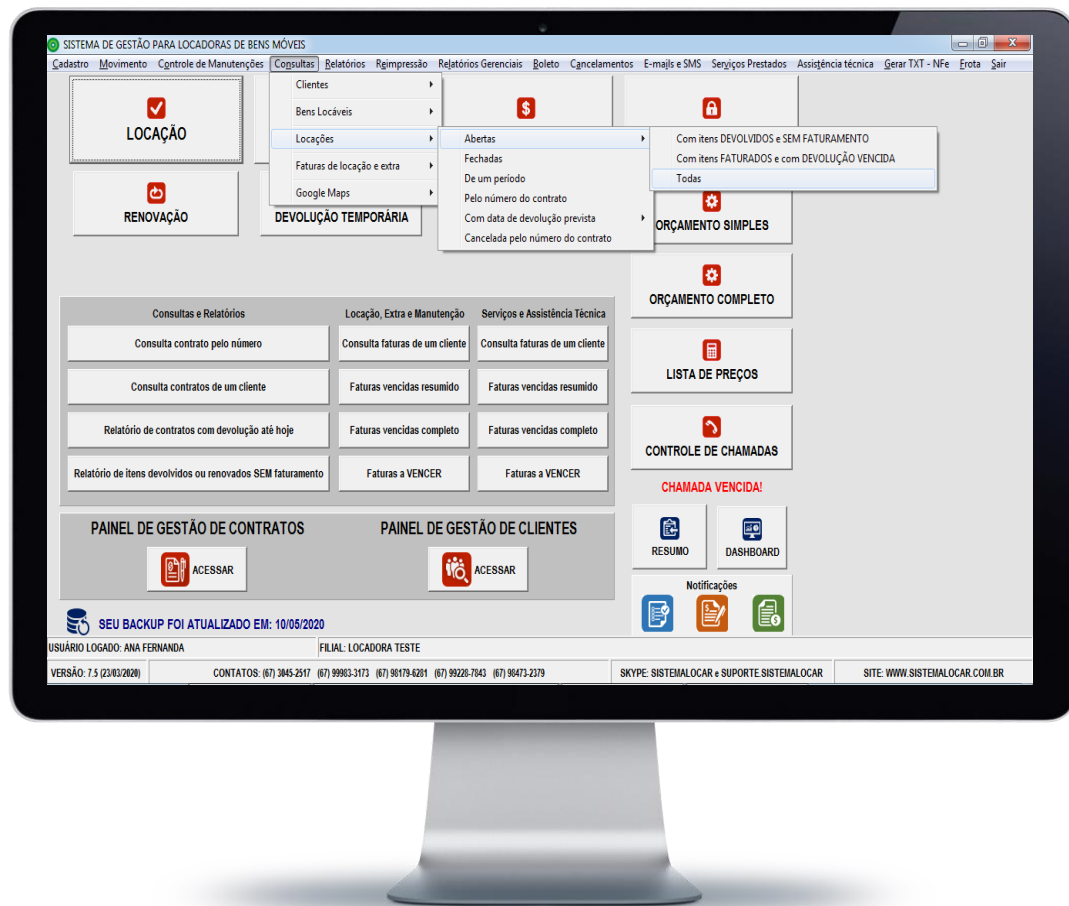 SISTEMA DE GESTÃO PARA LOCADORAS DE BENS MÓVEIS
Cadastro Movimento Controle de Manutenções Consultas Relatórios Reimpressão Relatórios Gerenciais Boleto Cancelamentos E-mails e SMS Serviços Prestados Assistência técnica Gerar TXT - NFe Frota Sair
Clientes
Bens Locáveis
Locações
Faturas de locação e extra
Google Maps
Abertas
Fechadas
De um período
Pelo número do contrato
Com data de devolução prevista
Cancelada pelo número do contrato
Com itens DEVOLVIDOS e SEM FATURAMENTO
Com itens FATURADOS e com DEVOLUÇÃO VENCIDA
Todas
LOCAÇÃO
RENOVAÇÃO
DEVOLUÇÃO TEMPORÁRIA
ORÇAMENTO SIMPLES
ORÇAMENTO COMPLETO
LISTA DE PREÇOS
CONTROLE DE CHAMADAS
CHAMADA VENCIDA!
RESUMO
DASHBOARD
Notificações
Consultas e Relatórios
Consulta contrato pelo número
Consulta contratos de um cliente
Relatório de contratos com devolução até hoje
Relatório de itens devolvidos ou renovados SEM faturamento
Locação, Extra e Manutenção
Consulta faturas de um cliente
Faturas vencidas resumido
Faturas vencidas completo
Faturas a VENCER
Serviços e Assistência Técnica
Consulta faturas de um cliente
Faturas vencidas resumido
Faturas vencidas completo
Faturas a VENCER
PAINEL DE GESTÃO DE CONTRATOS
ACESSAR
PAINEL DE GESTÃO DE CLIENTES
ACESSAR
SEU BACKUP FOI ATUALIZADO EM: 10/05/2020
USUÁRIO LOGADO: ANA FERNANDA
FILIAL: LOCADORA TESTE
VERSÃO: 7.5 (23/03/2020)
CONTATOS: (67) 3045-2517 (67) 99983-3173 (67) 98179-6281 (67) 99228-7843 (67) 98473-2379
SKYPE: SISTEMALOCAR e SUPORTE.SISTEMALOCAR
SITE: WWW.SISTEMALOCAR.COM.BR